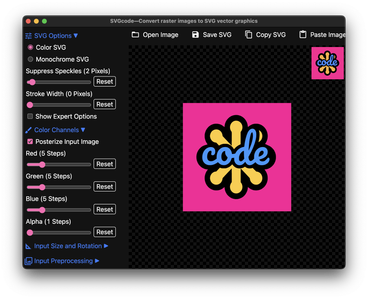 SVGcode—Convert raster images to SVG vector graphics
SVG Options ▼
Color SVG
Monochrome SVG
Suppress Speckles (2 Pixels)
Reset
Stroke Width (0 Pixels)
Reset
Show Expert Options
Color Channels ▼
Posterize Input Image
Red (5 Steps)
Reset
Green (5 Steps)
Reset
Blue (5 Steps)
Reset
Alpha (1 Steps)
Reset
Input Size and Rotation ▶
Input Preprocessing ▶
Open Image
Save SVG
Copy SVG
Paste Image
code
code